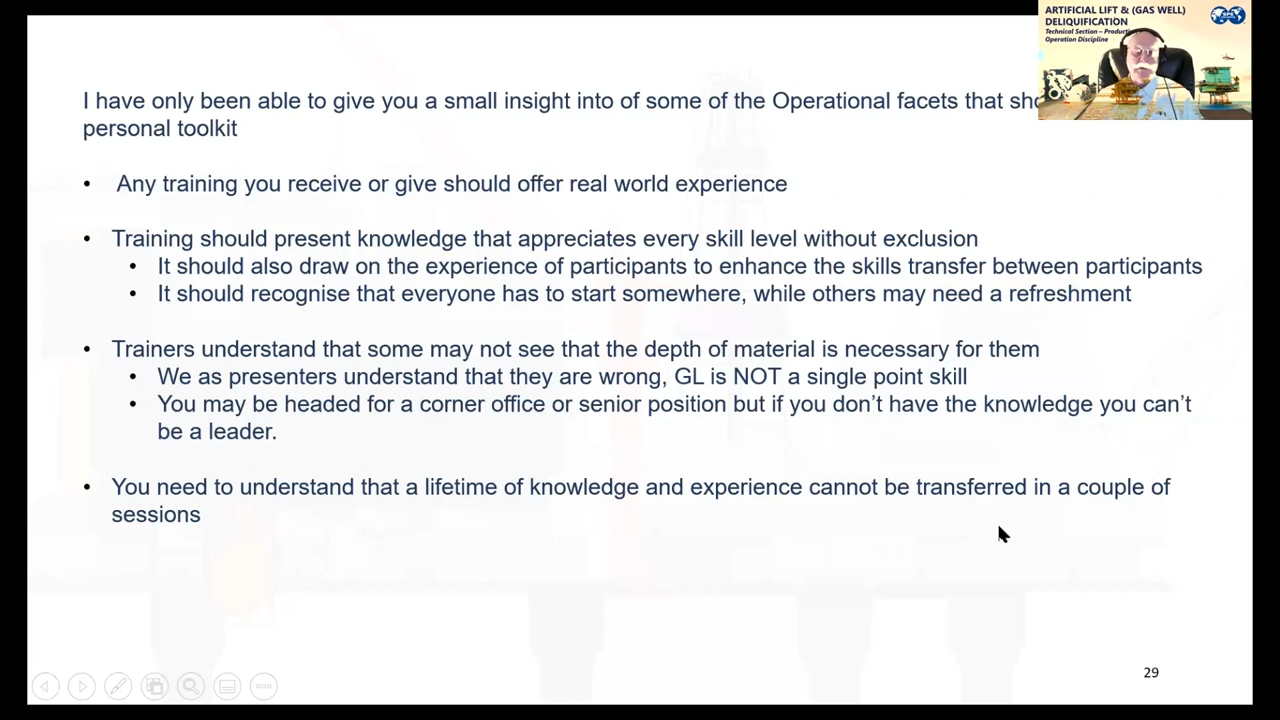 ARTIFICIAL LIFT & (GAS WELL)
DELIQUIFICATION
Technical Section – Production
Operation Discipline
I have only been able to give you a small insight into of some of the Operational facets that
personal toolkit
• Any training you receive or give should offer real world experience
• Training should present knowledge that appreciates every skill level without exclusion
• It should also draw on the experience of participants to enhance the skills transfer between participants
• It should recognise that everyone has to start somewhere, while others may need a refreshment
• Trainers understand that some may not see that the depth of material is necessary for them
• We as presenters understand that they are wrong, GL is NOT a single point skill
• You may be headed for a corner office or senior position but if you don’t have the knowledge you can’t
be a leader.
• You need to understand that a lifetime of knowledge and experience cannot be transferred in a couple of
sessions
29